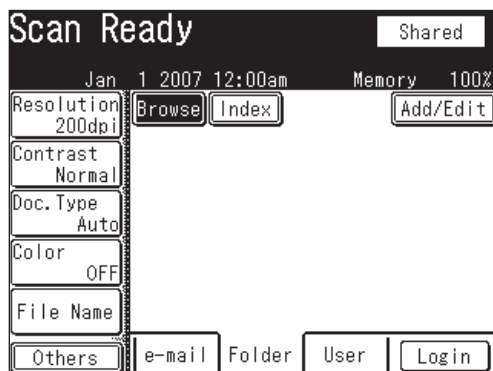 Scan Ready
Shared
Jan 1 2007 12:00am Memory 100%
Resolution
200dpi
Browse Index Add/Edit
Contrast
Normal
Doc.Type
Auto
Color
OFF
File Name
Others
e-mail Folder User Login